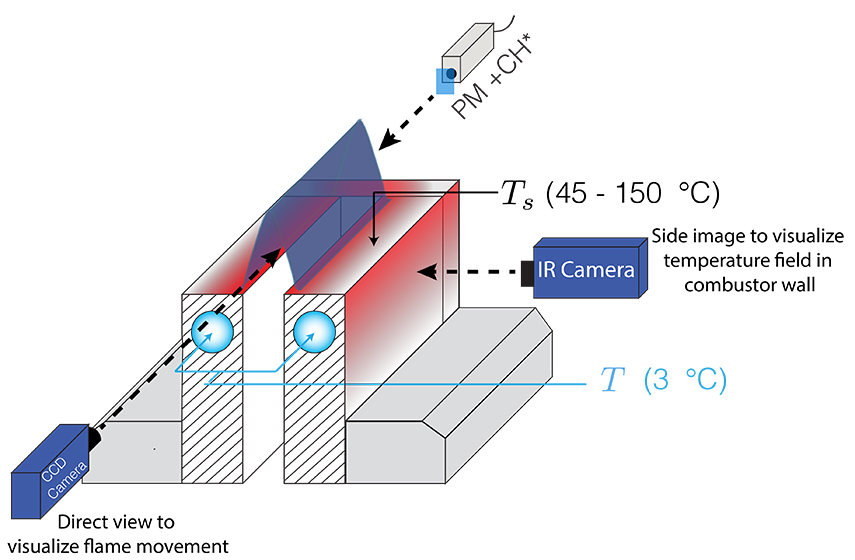 PM +CH*
Ts (45 - 150 °C)
Side image to visualize
temperature field in
combustor wall
IR Camera
T (3 °C)
CCD
Camera
Direct view to
visualize flame movement